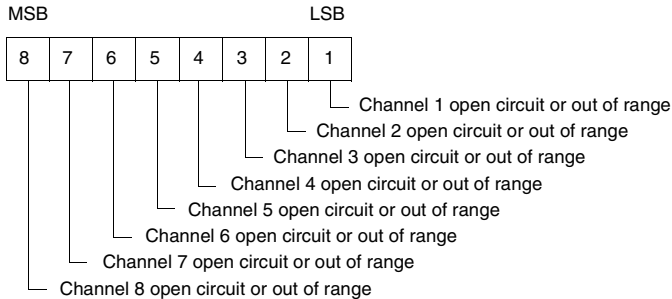 MSB LSB
8 7 6 5 4 3 2 1
Channel 1 open circuit or out of range
Channel 2 open circuit or out of range
Channel 3 open circuit or out of range
Channel 4 open circuit or out of range
Channel 5 open circuit or out of range
Channel 6 open circuit or out of range
Channel 7 open circuit or out of range
Channel 8 open circuit or out of range